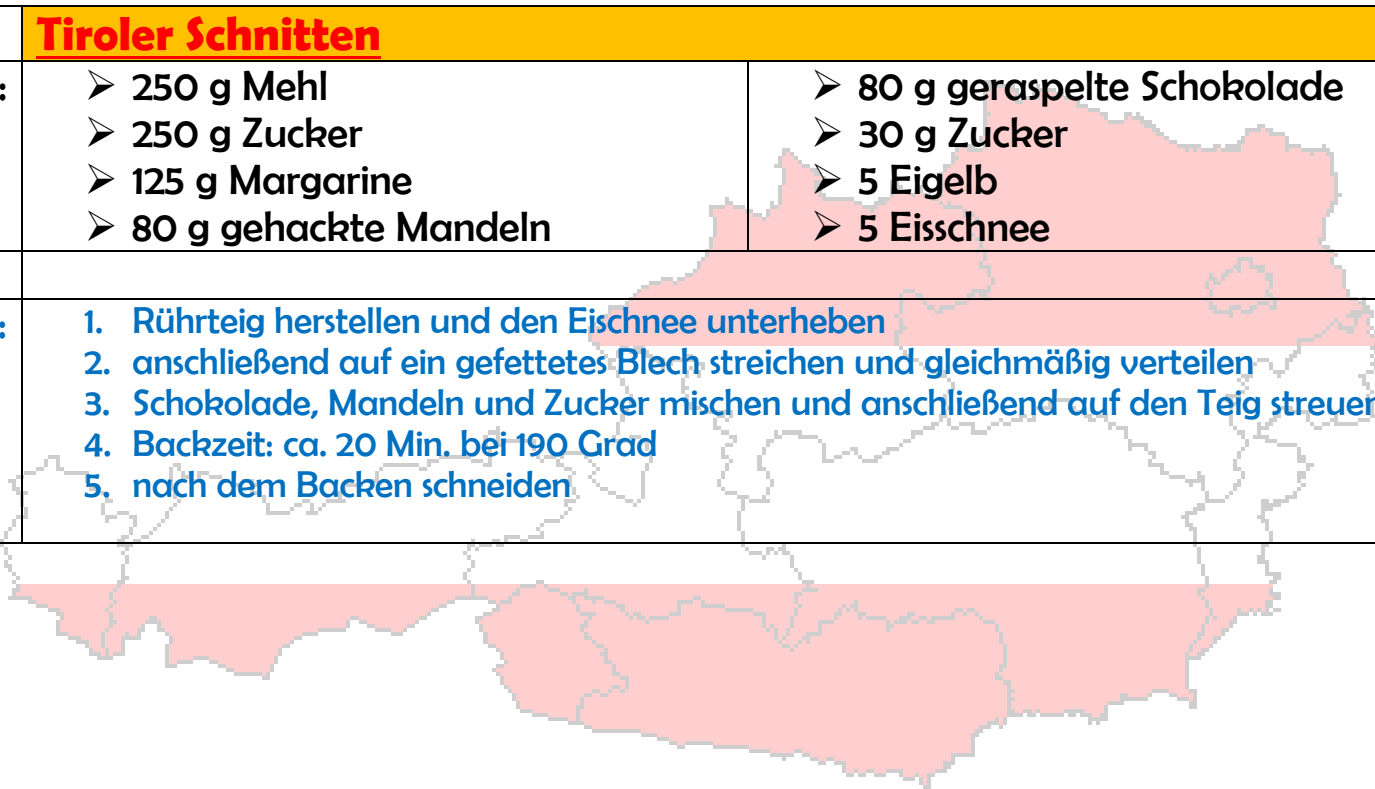 Tiroler Schnitten
:
➢ 250 g Mehl
➢ 250 g Zucker
➢ 125 g Margarine
➢ 80 g gehackte Mandeln
➢ 80 g geraspelte Schokolade
➢ 30 g Zucker
➢ 5 Eigelb
➢ 5 Eisschnee
:
1. Rührteig herstellen und den Eischnee unterheben
2. anschließend auf ein gefettetes Blech streichen und gleichmäßig verteilen
3. Schokolade, Mandeln und Zucker mischen und anschließend auf den Teig streuen
4. Backzeit: ca. 20 Min. bei 190 Grad
5. nach dem Backen schneiden